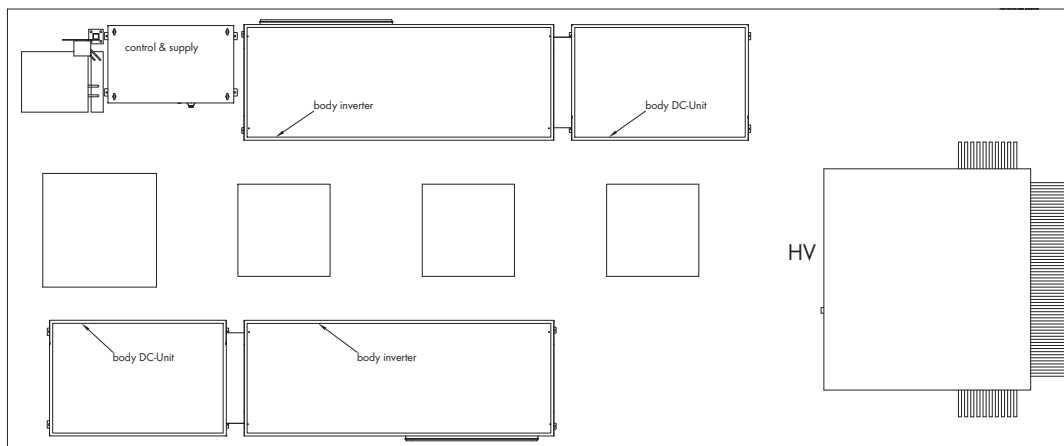 control & supply
body inverter
body DC-Unit
HV
body DC-Unit
body inverter